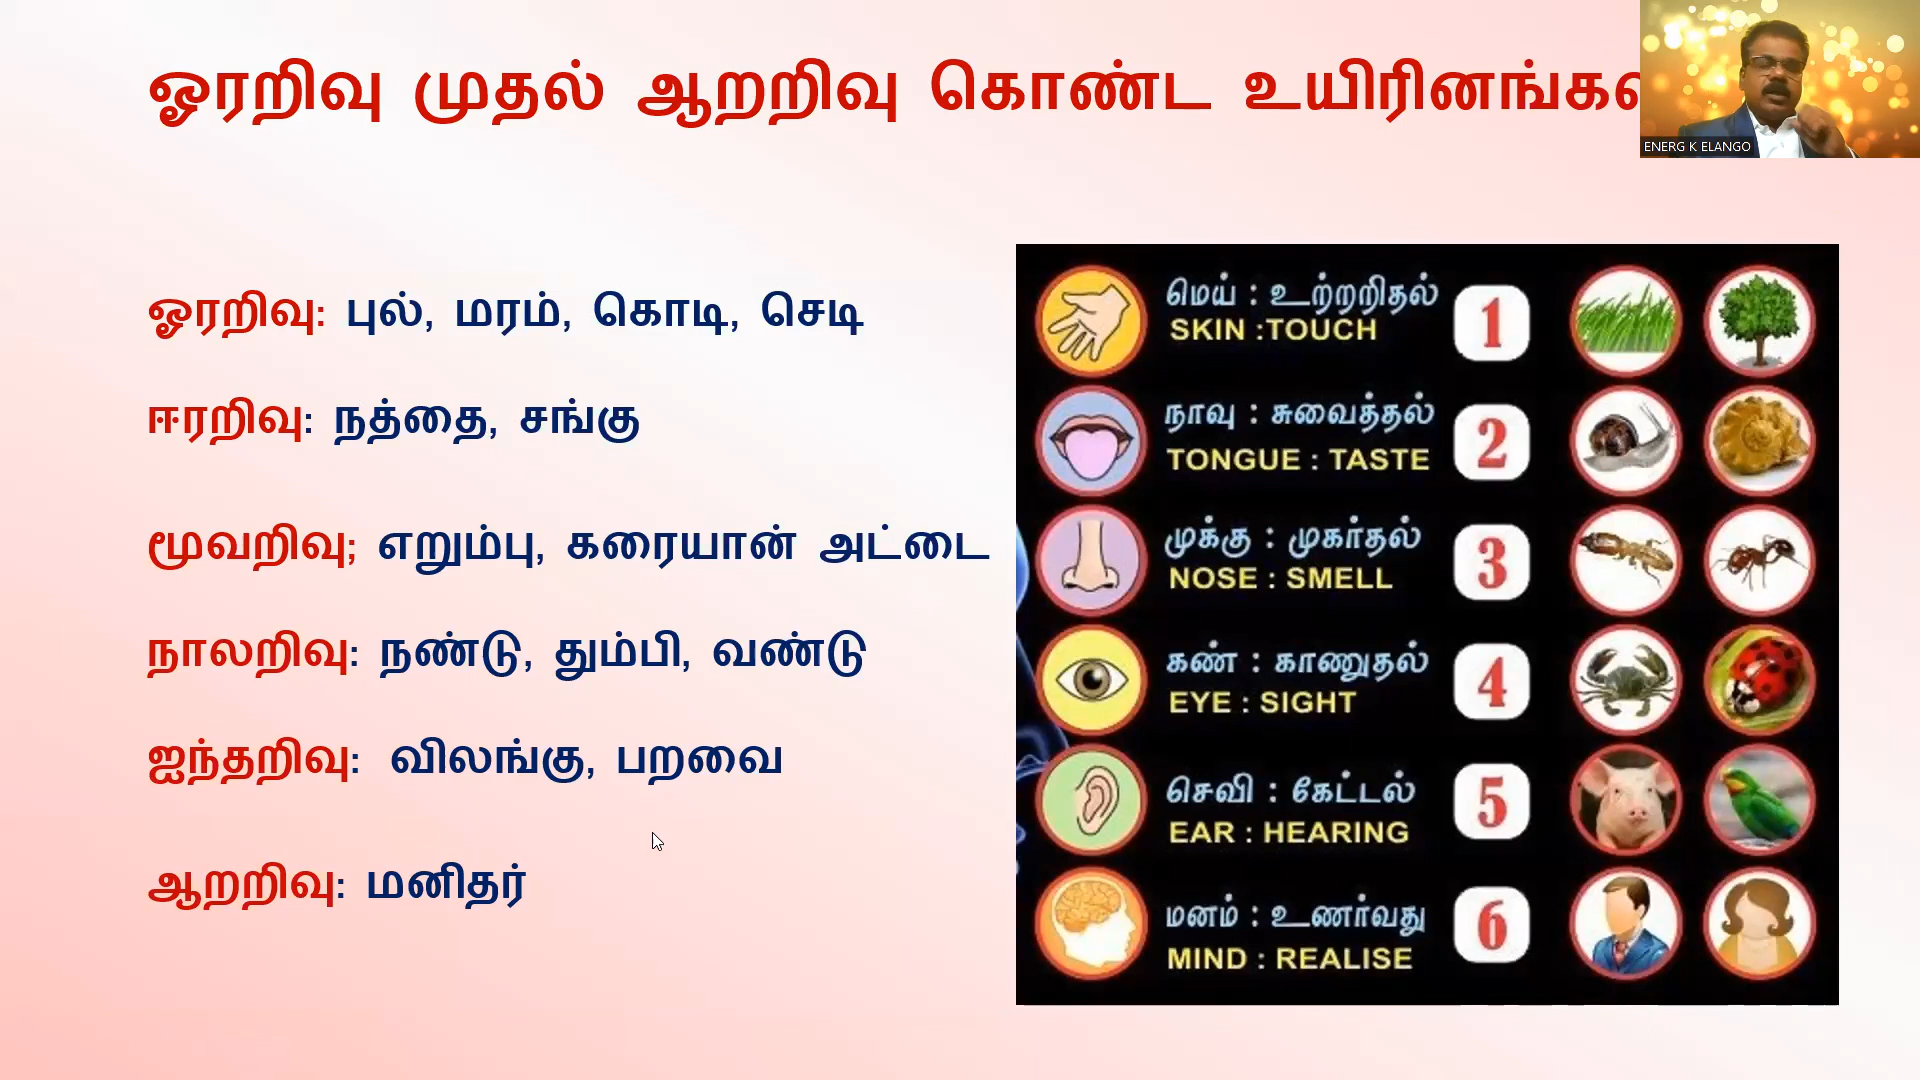 ஓரறிவு முதல் ஆறறிவு கொண்ட
ENERG K ELANGO
ஓரறிவு: புல், மரம், கொடி, செடி
ஈரறிவு: நத்தை, சங்கு
மூவறிவு; எறும்பு, கரையான் அட்டை
நாலறிவு: நண்டு, தும்பி, வண்டு
ஐந்தறிவு: விலங்கு, பறவை
ஆறறிவு: மனிதர்
மெய் : உற்றறிதல்
SKIN :TOUCH
1
நாவு : சுவைத்தல்
TONGUE : TASTE
2
முக்கு : முகர்தல்
NOSE : SMELL
3
கண் : காணுதல்
EYE : SIGHT
4
செவி : கேட்டல்
EAR : HEARING
5
மனம் : உணர்வது
MIND : REALISE
6